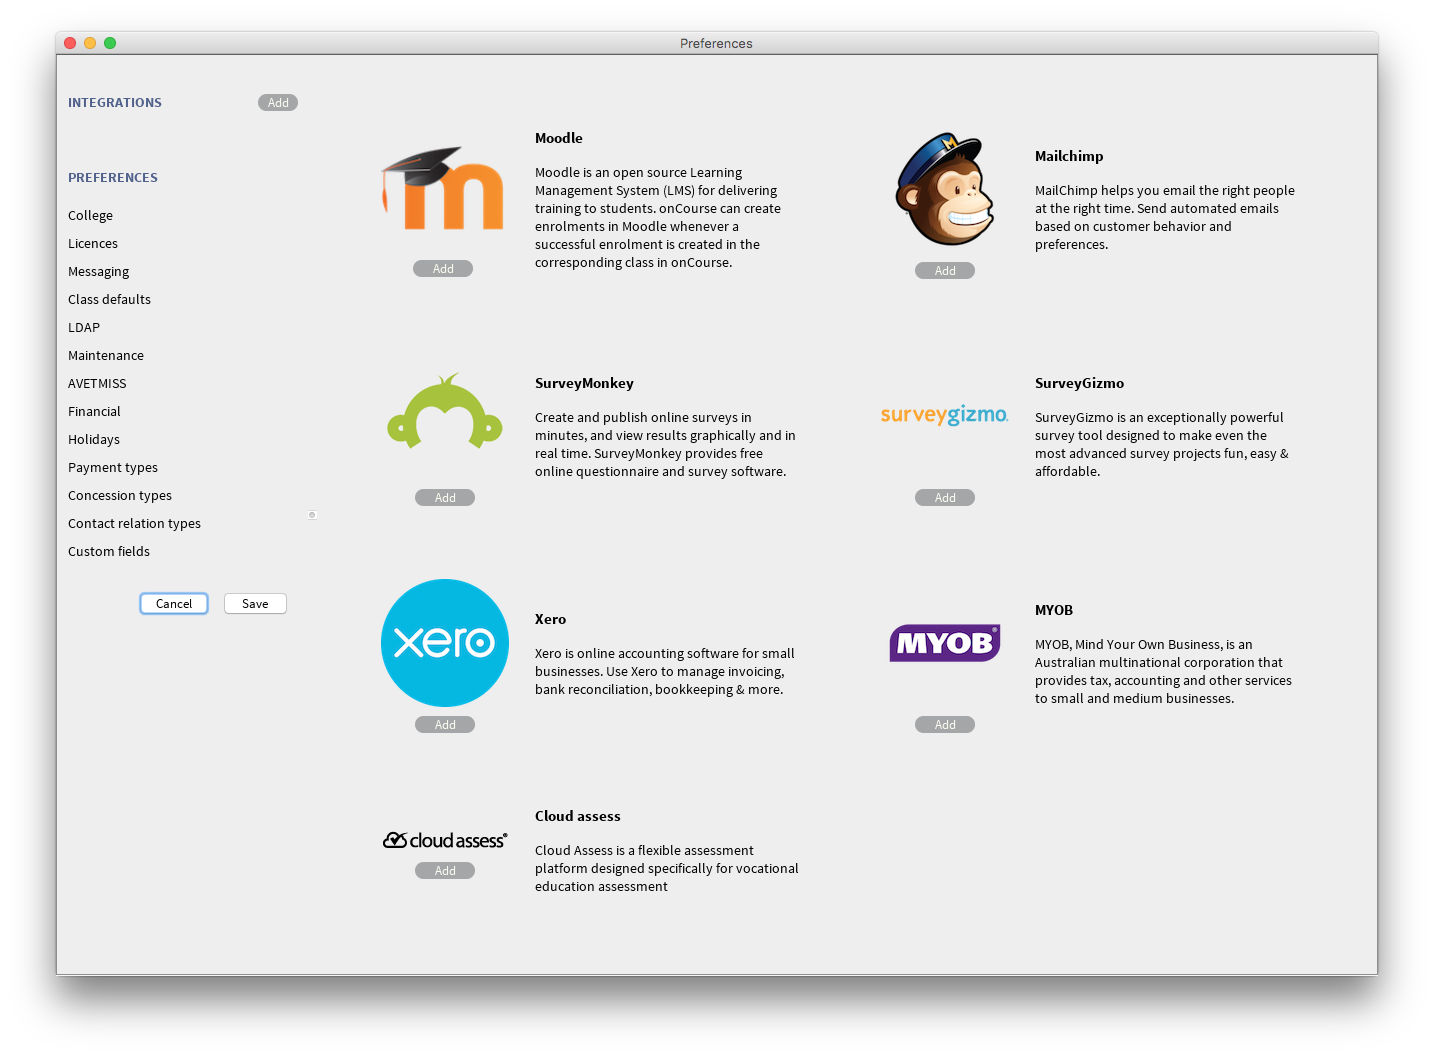 Preferences
INTEGRATIONS
Add
PREFERENCES
College
Licences
Messaging
Class defaults
LDAP
Maintenance
AVETMISS
Financial
Holidays
Payment types
Concession types
Contact relation types
Custom fields
Cancel
Save
m
Add
Moodle
Moodle is an open source Learning
Management System (LMS) for delivering
training to students. onCourse can create
enrolments in Moodle whenever a
successful enrolment is created in the
corresponding class in onCourse.
M
Add
Mailchimp
MailChimp helps you email the right people
at the right time. Send automated emails
based on customer behavior and
preferences.
Add
SurveyMonkey
Create and publish online surveys in
minutes, and view results graphically and in
real time. SurveyMonkey provides free
online questionnaire and survey software.
surveygizmo
Add
SurveyGizmo
SurveyGizmo is an exceptionally powerful
survey tool designed to make even the
most advanced survey projects fun, easy &
affordable.
xero
Add
Xero
Xero is online accounting software for small
businesses. Use Xero to manage invoicing,
bank reconciliation, bookkeeping & more.
MYOB®
Add
MYOB
MYOB, Mind Your Own Business, is an
Australian multinational corporation that
provides tax, accounting and other services
to small and medium businesses.
cloud assess®
Add
Cloud assess
Cloud Assess is a flexible assessment
platform designed specifically for vocational
education assessment